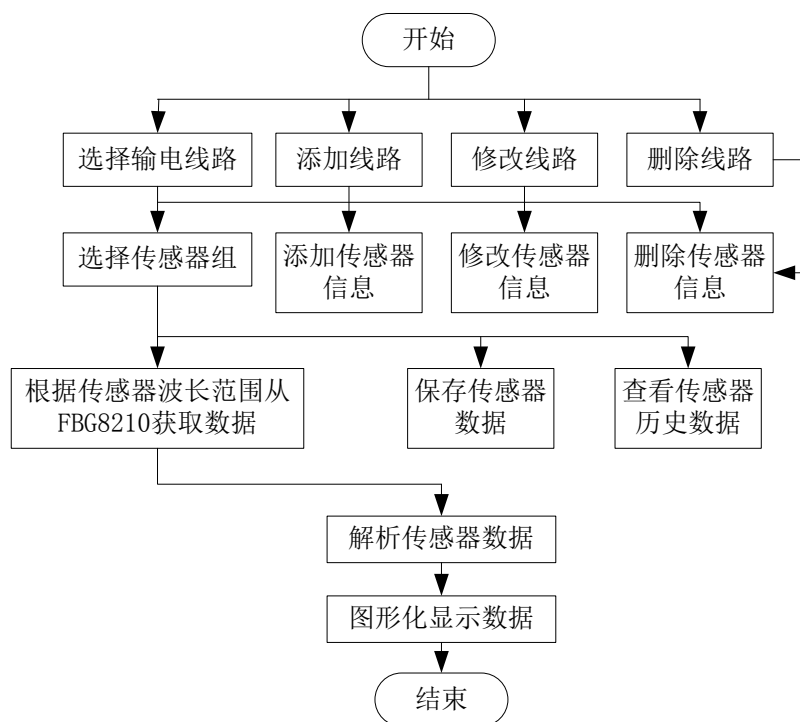 开始
选择输电线路
添加线路
修改线路
删除线路
选择传感器组
添加传感器
信息
修改传感器
信息
删除传感器
信息
根据传感器波长范围从
FBG8210获取数据
保存传感器
数据
查看传感器
历史数据
解析传感器数据
图形化显示数据
结束